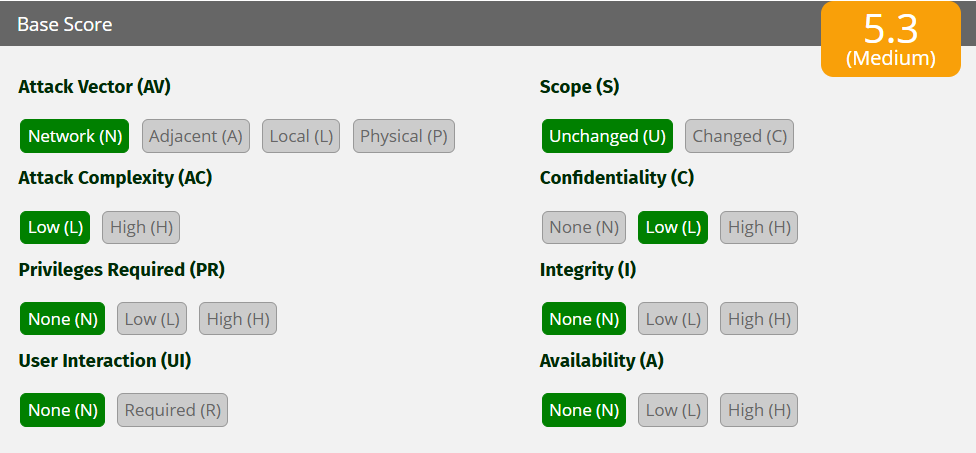 Base Score
5.3
(Medium)
Attack Vector (AV)
Network (N) Adjacent (A) Local (L) Physical (P)
Attack Complexity (AC)
Low (L) High (H)
Privileges Required (PR)
None (N) Low (L) High (H)
User Interaction (UI)
None (N) Required (R)
Scope (S)
Unchanged (U) Changed (C)
Confidentiality (C)
None (N) Low (L) High (H)
Integrity (I)
None (N) Low (L) High (H)
Availability (A)
None (N) Low (L) High (H)